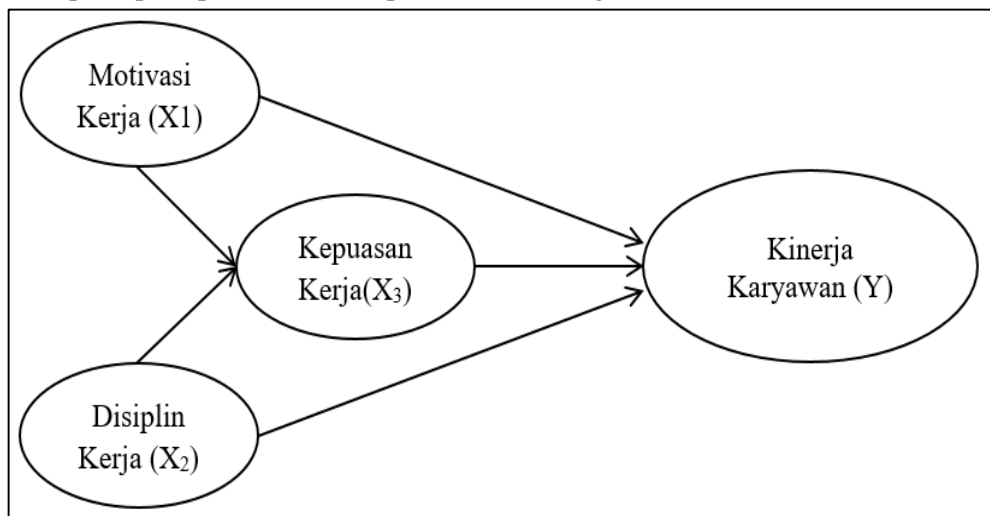 Motivasi
Kerja (X1)
Kepuasan
Kerja(X₃)
Kinerja
Karyawan (Y)
Disiplin
Kerja (X₂)